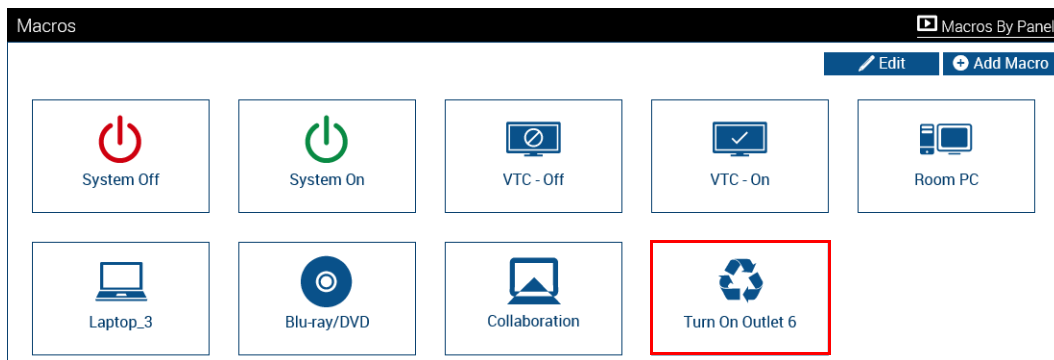 Macros
Macros By Panel
Edit
Add Macro
System Off
System On
VTC - Off
VTC - On
Room PC
Laptop_3
Blu-ray/DVD
Collaboration
Turn On Outlet 6